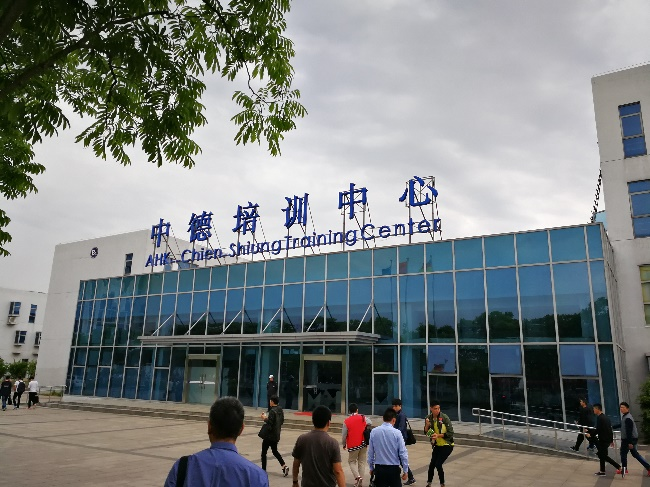 中德培训中心
AHK-Chien-Shiung Training Center